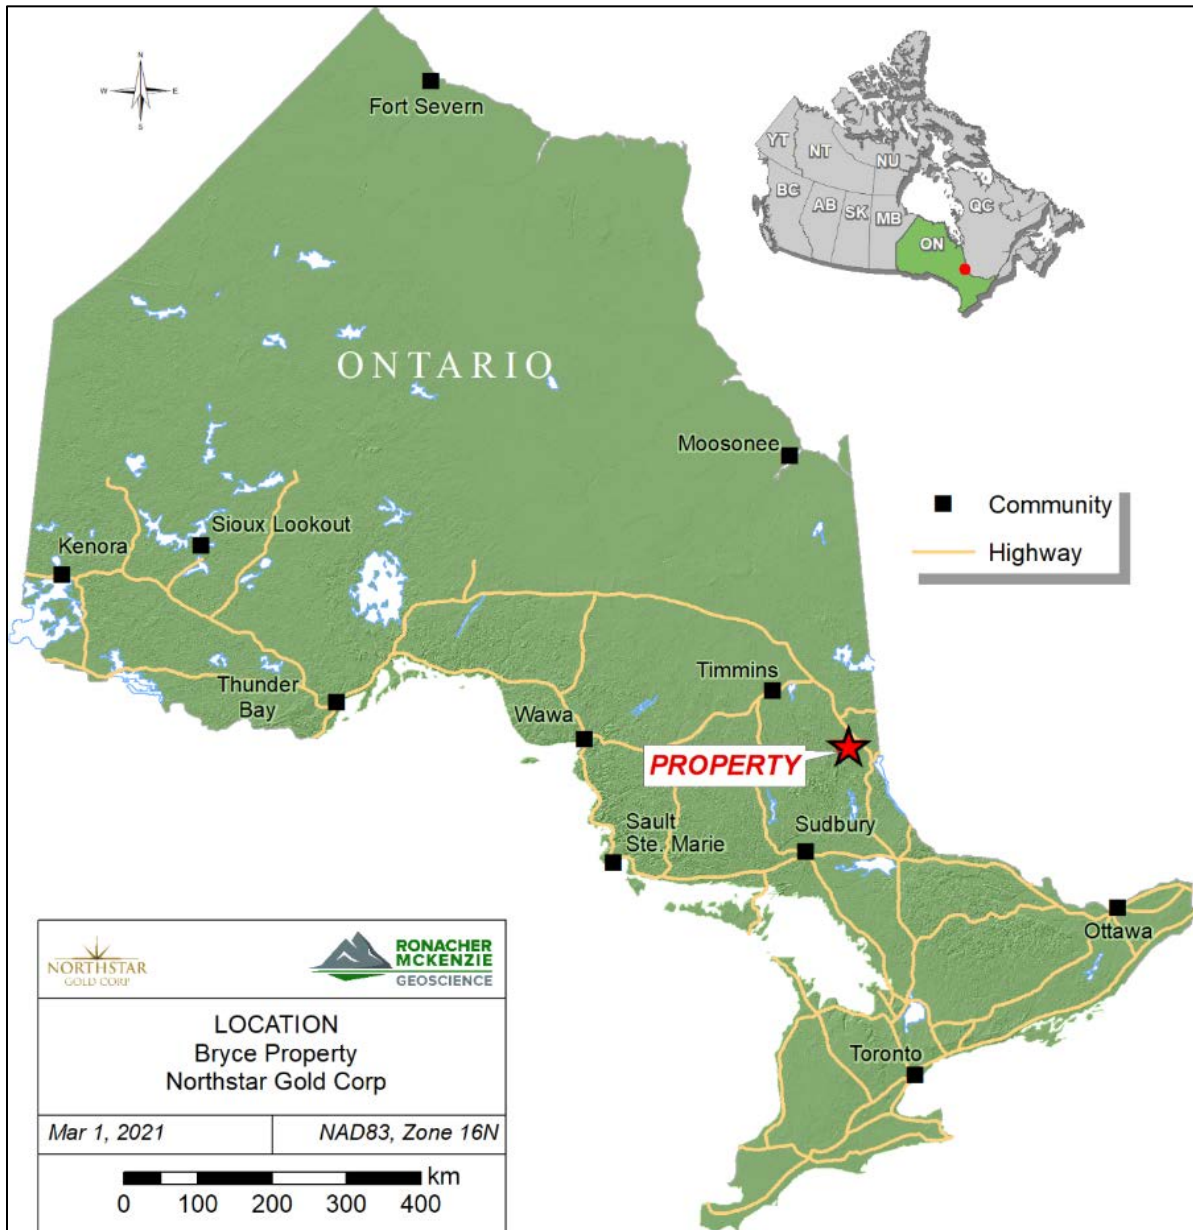 N
W E
S
Fort Severn
YT
NT
NU
BC
AB
SK
MB
QC
ON
ONTARIO
Moosonee
Community
Highway
Sioux Lookout
Kenora
Thunder
Bay
Timmins
Wawa
PROPERTY
Sault
Ste. Marie
Sudbury
Ottawa
Toronto
NORTHSTAR
GOLD CORP
RONACHER
MCKENZIE
GEOSCIENCE
LOCATION
Bryce Property
Northstar Gold Corp
Mar 1, 2021 NAD83, Zone 16N
km
0 100 200 300 400